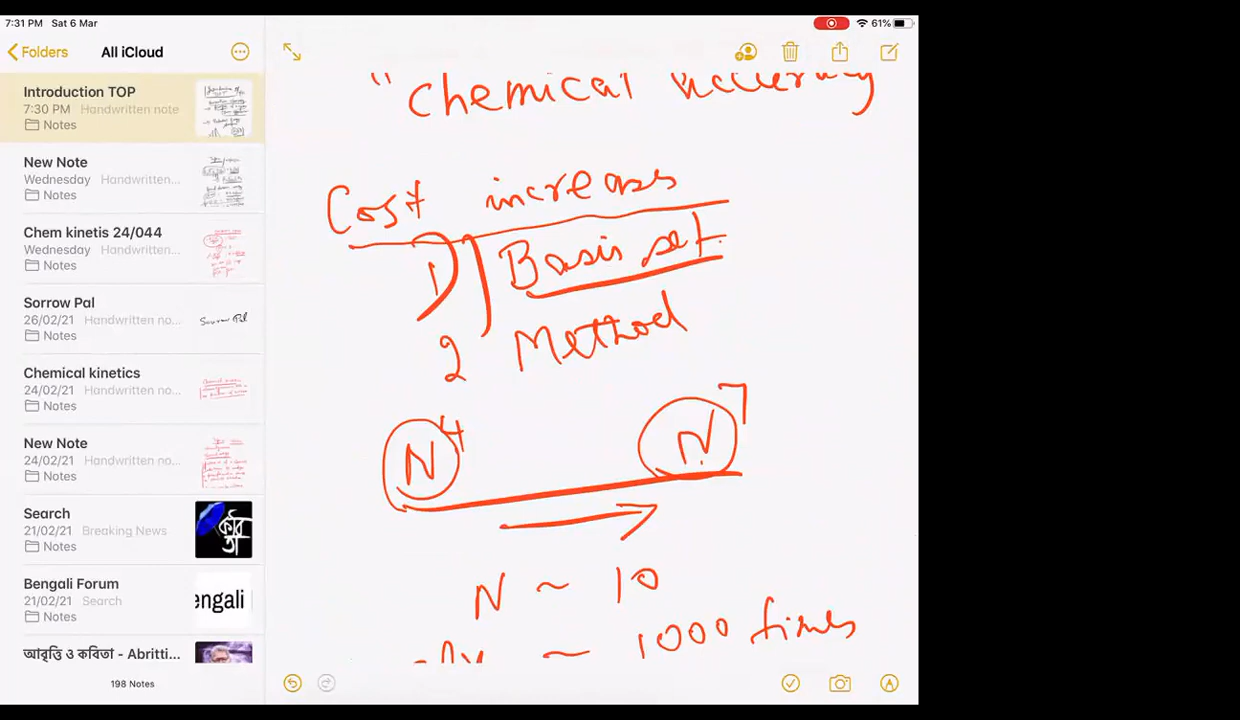 7:31 PM Sat 6 Mar
61%
Folders
All iCloud
Introduction TOP
7:30 PM Handwritten note
Notes
New Note
Wednesday Handwritten...
Notes
Chem kinetis 24/044
Wednesday Handwritten...
Notes
Sorrow Pal
26/02/21 Handwritten no...
Notes
Chemical kinetics
24/02/21 Handwritten no...
Notes
New Note
24/02/21 Handwritten no...
Notes
Search
21/02/21 Breaking News
Notes
Bengali Forum
21/02/21 Search
Notes
engali
আবৃত্তি ও কবিতা - Abritti...
198 Notes
"Chemical accuracy
Cost increases
1) Basis set
2 Method
N4 N7
N ~ 10
~ 1000 times